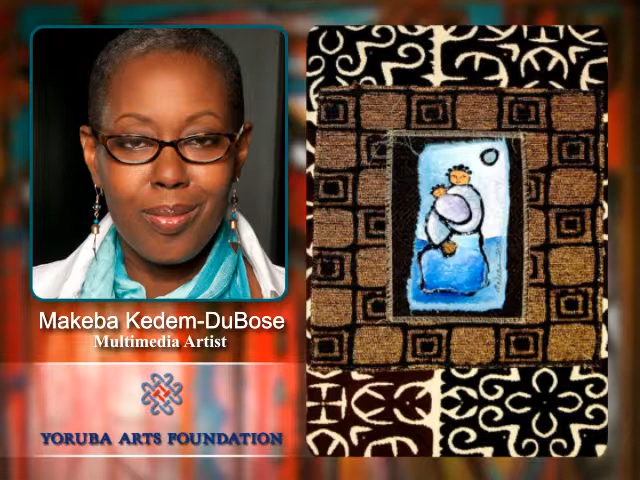 Makeba Kedem-DuBose
Multimedia Artist
YORUBA ARTS FOUNDATION